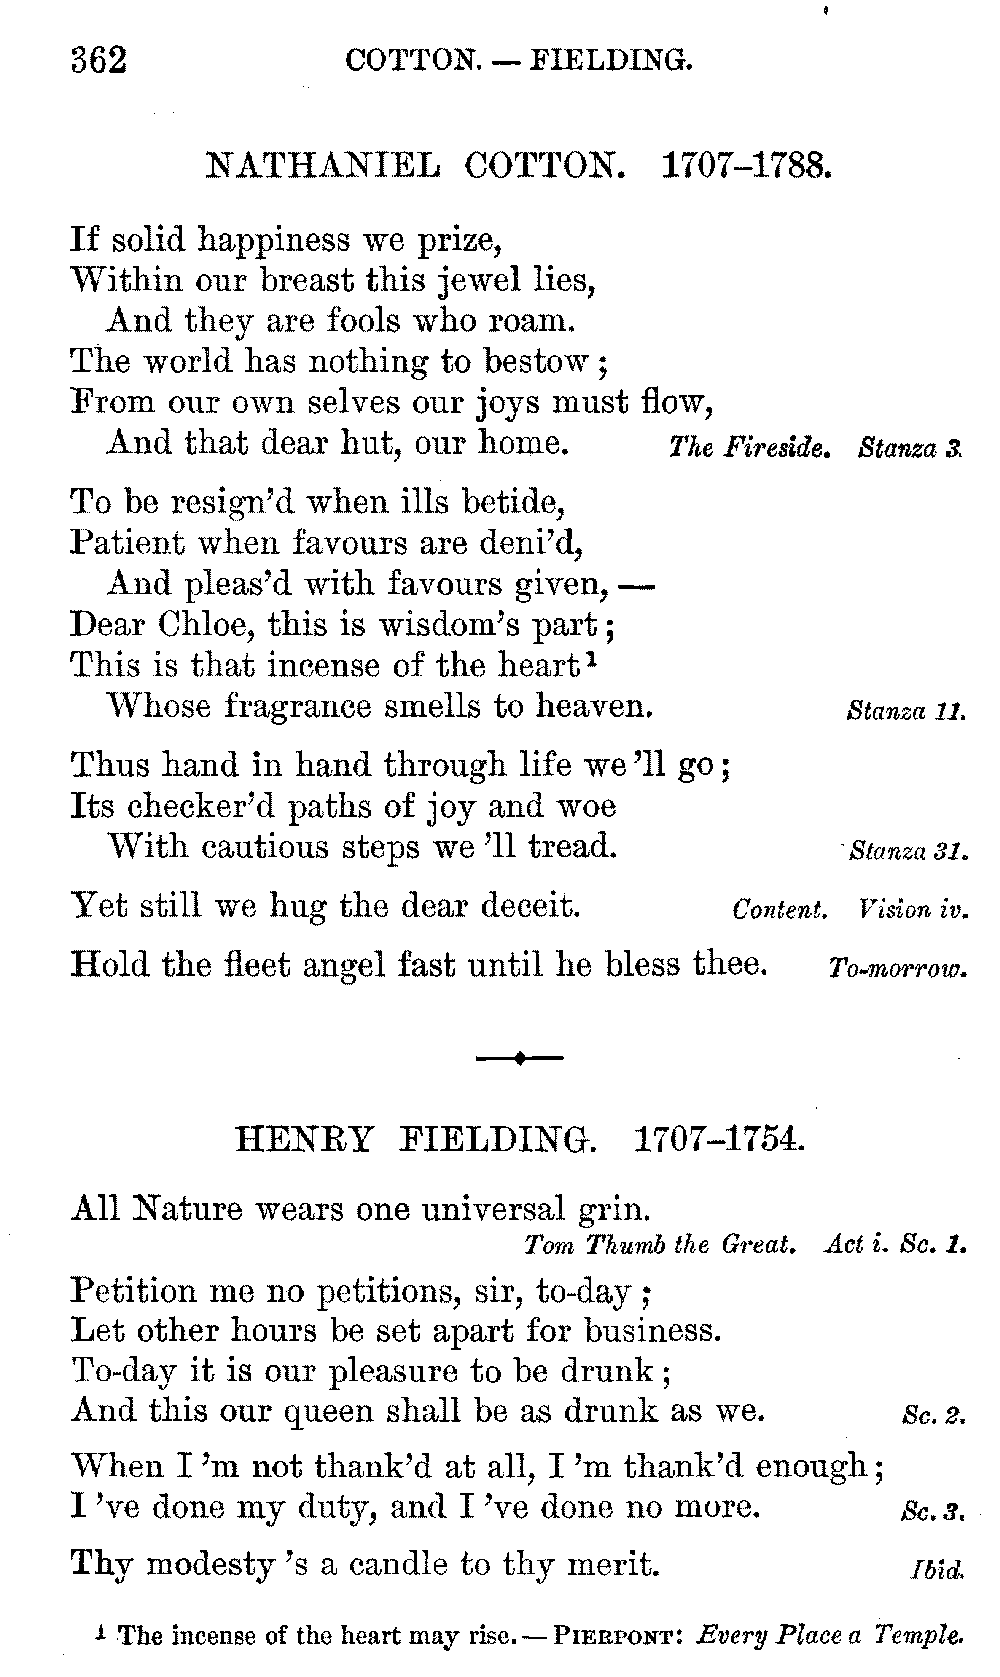 362 COTTON. — FIELDING.
NATHANIEL COTTON. 1707–1788.
If solid happiness we prize,
Within our breast this jewel lies,
And they are fools who roam.
The world has nothing to bestow;
From our own selves our joys must flow,
And that dear hut, our home. The Fireside. Stanza 3.
To be resign'd when ills betide,
Patient when favours are deni'd,
And pleas'd with favours given, —
Dear Chloe, this is wisdom's part;
This is that incense of the heart¹
Whose fragrance smells to heaven. Stanza 11.
Thus hand in hand through life we 'll go;
Its checker'd paths of joy and woe
With cautious steps we 'll tread. Stanza 31.
Yet still we hug the dear deceit. Content. Vision iv.
Hold the fleet angel fast until he bless thee. To-morrow.
HENRY FIELDING. 1707–1754.
All Nature wears one universal grin.
Tom Thumb the Great. Act i. Sc. 1.
Petition me no petitions, sir, to-day;
Let other hours be set apart for business.
To-day it is our pleasure to be drunk;
And this our queen shall be as drunk as we. Sc. 2.
When I 'm not thank'd at all, I 'm thank'd enough;
I 've done my duty, and I 've done no more. Sc. 3.
Thy modesty 's a candle to thy merit. Ibid.
¹ The incense of the heart may rise. — PIERPONT: Every Place a Temple.